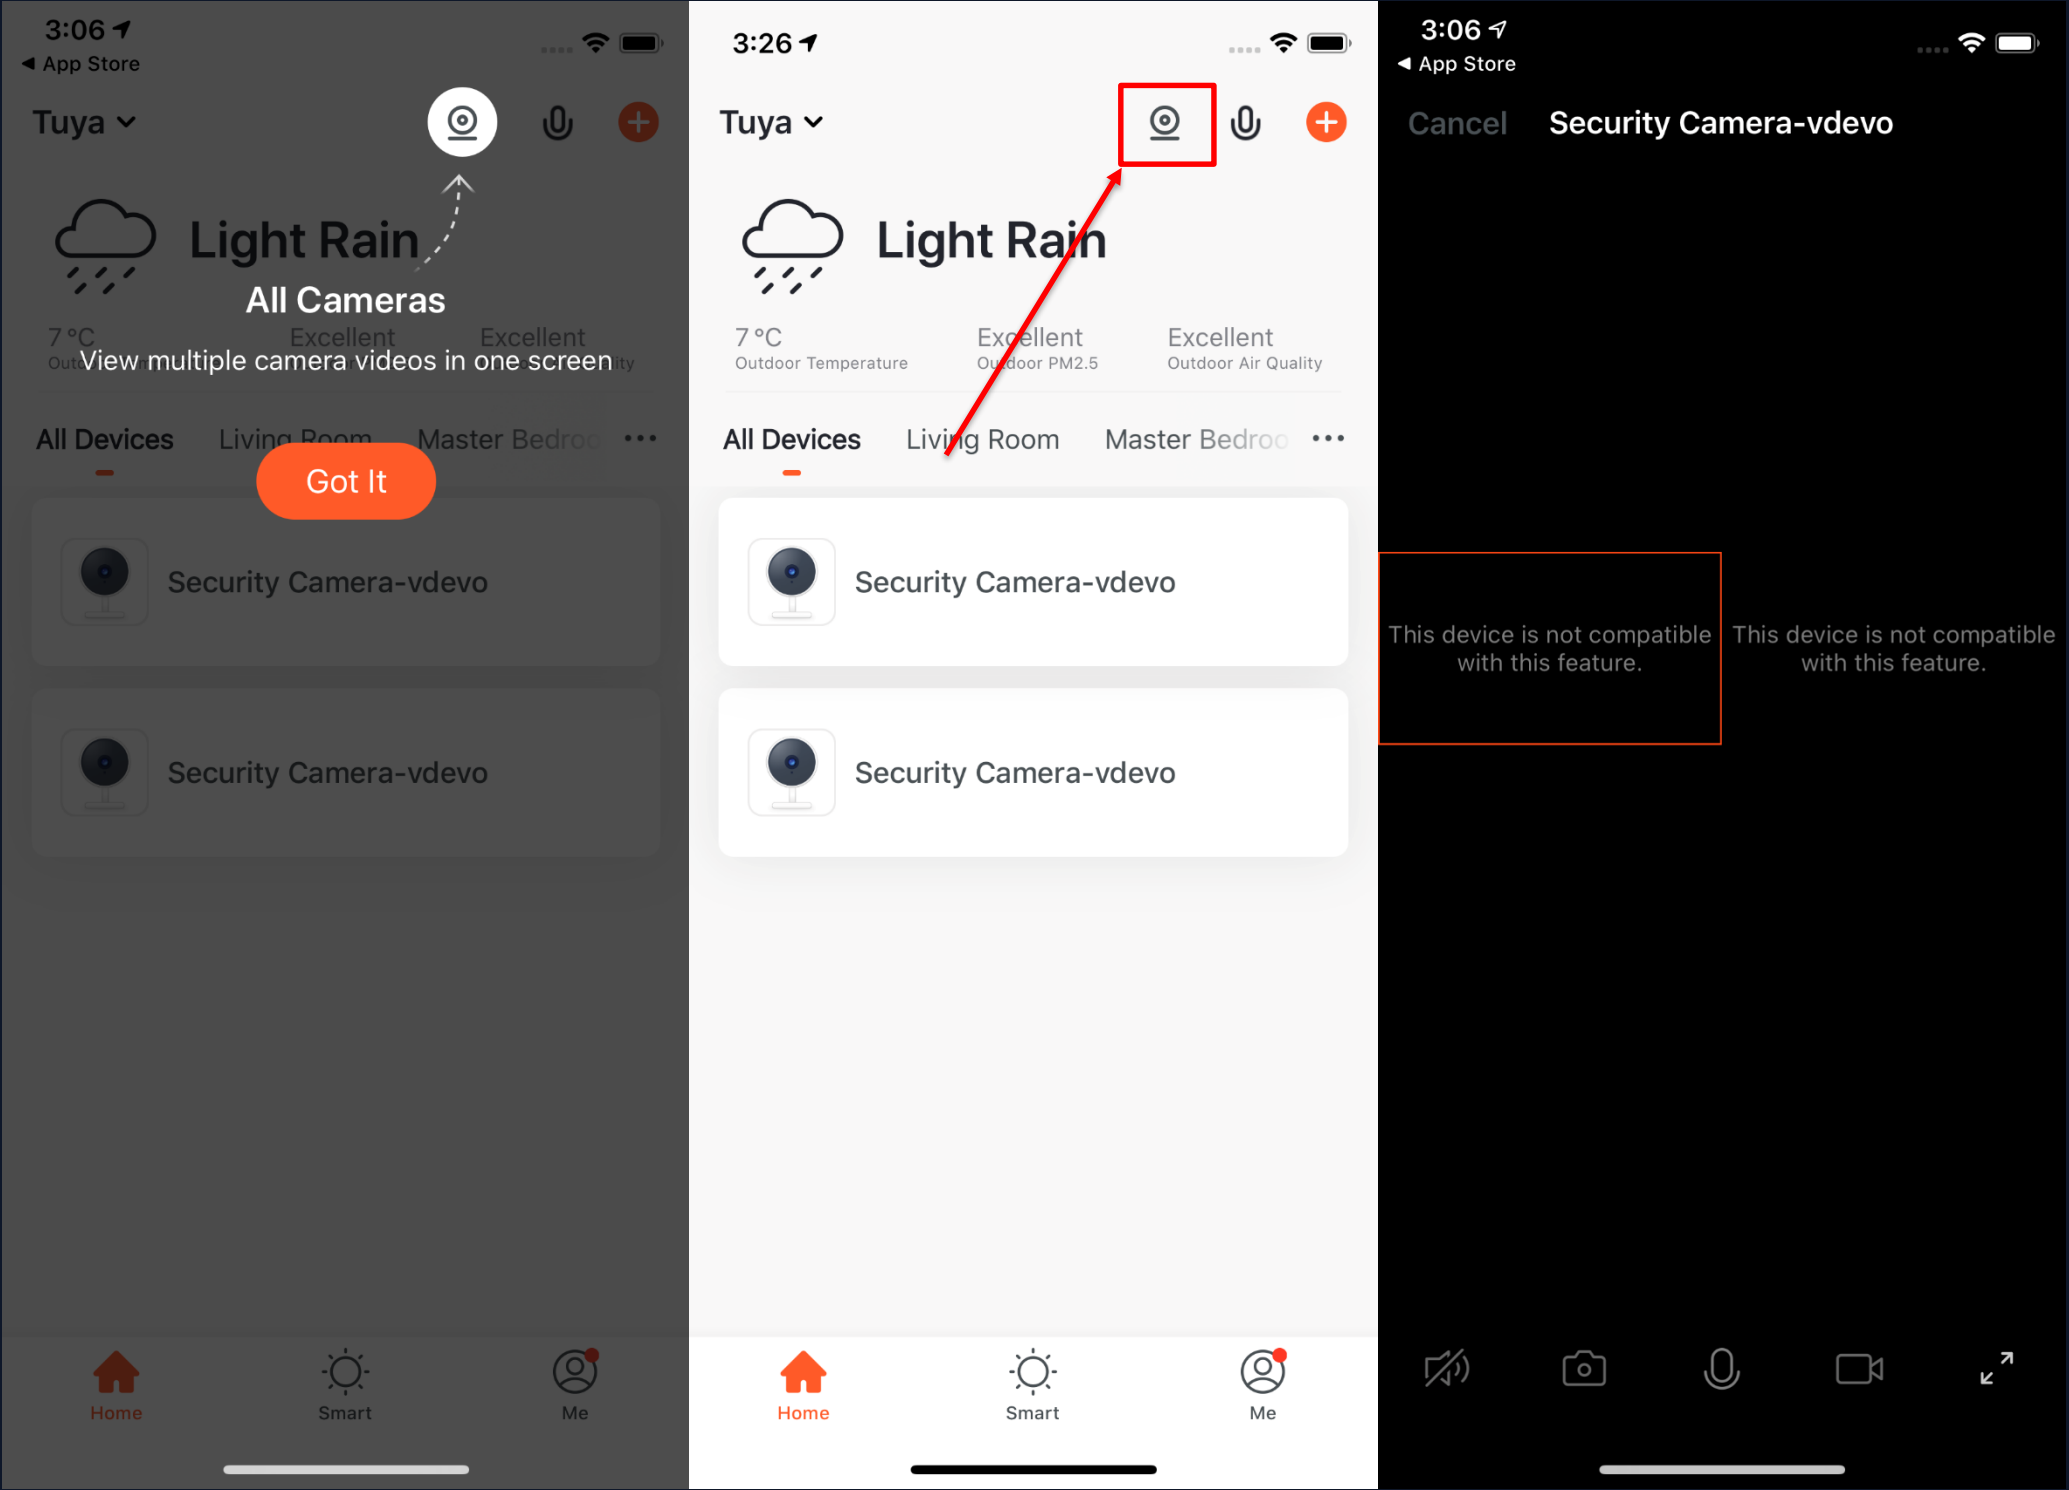 3:06
App Store
Tuya
Light Rain
All Cameras
7 °C
Excellent
Excellent
View multiple camera videos in one screen
All Devices
Living Room
Master Bedroo
Got It
Security Camera-vdevo
Security Camera-vdevo
Home
Smart
Me
3:26
Tuya
Light Rain
7 °C
Excellent
Excellent
Outdoor Temperature
Outdoor PM2.5
Outdoor Air Quality
All Devices
Living Room
Master Bedroo
Security Camera-vdevo
Security Camera-vdevo
Home
Smart
Me
3:06
App Store
Cancel
Security Camera-vdevo
This device is not compatible
with this feature.
This device is not compatible
with this feature.